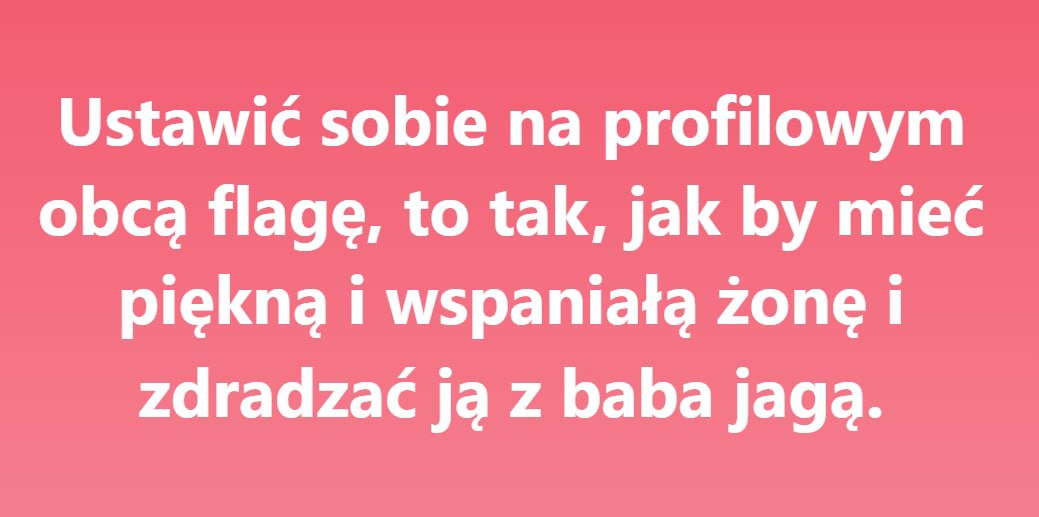 Ustawić sobie na profilowym
obcą flagę, to tak, jak by mieć
piękną i wspaniałą żonę i
zdradzać ją z baba jagą.